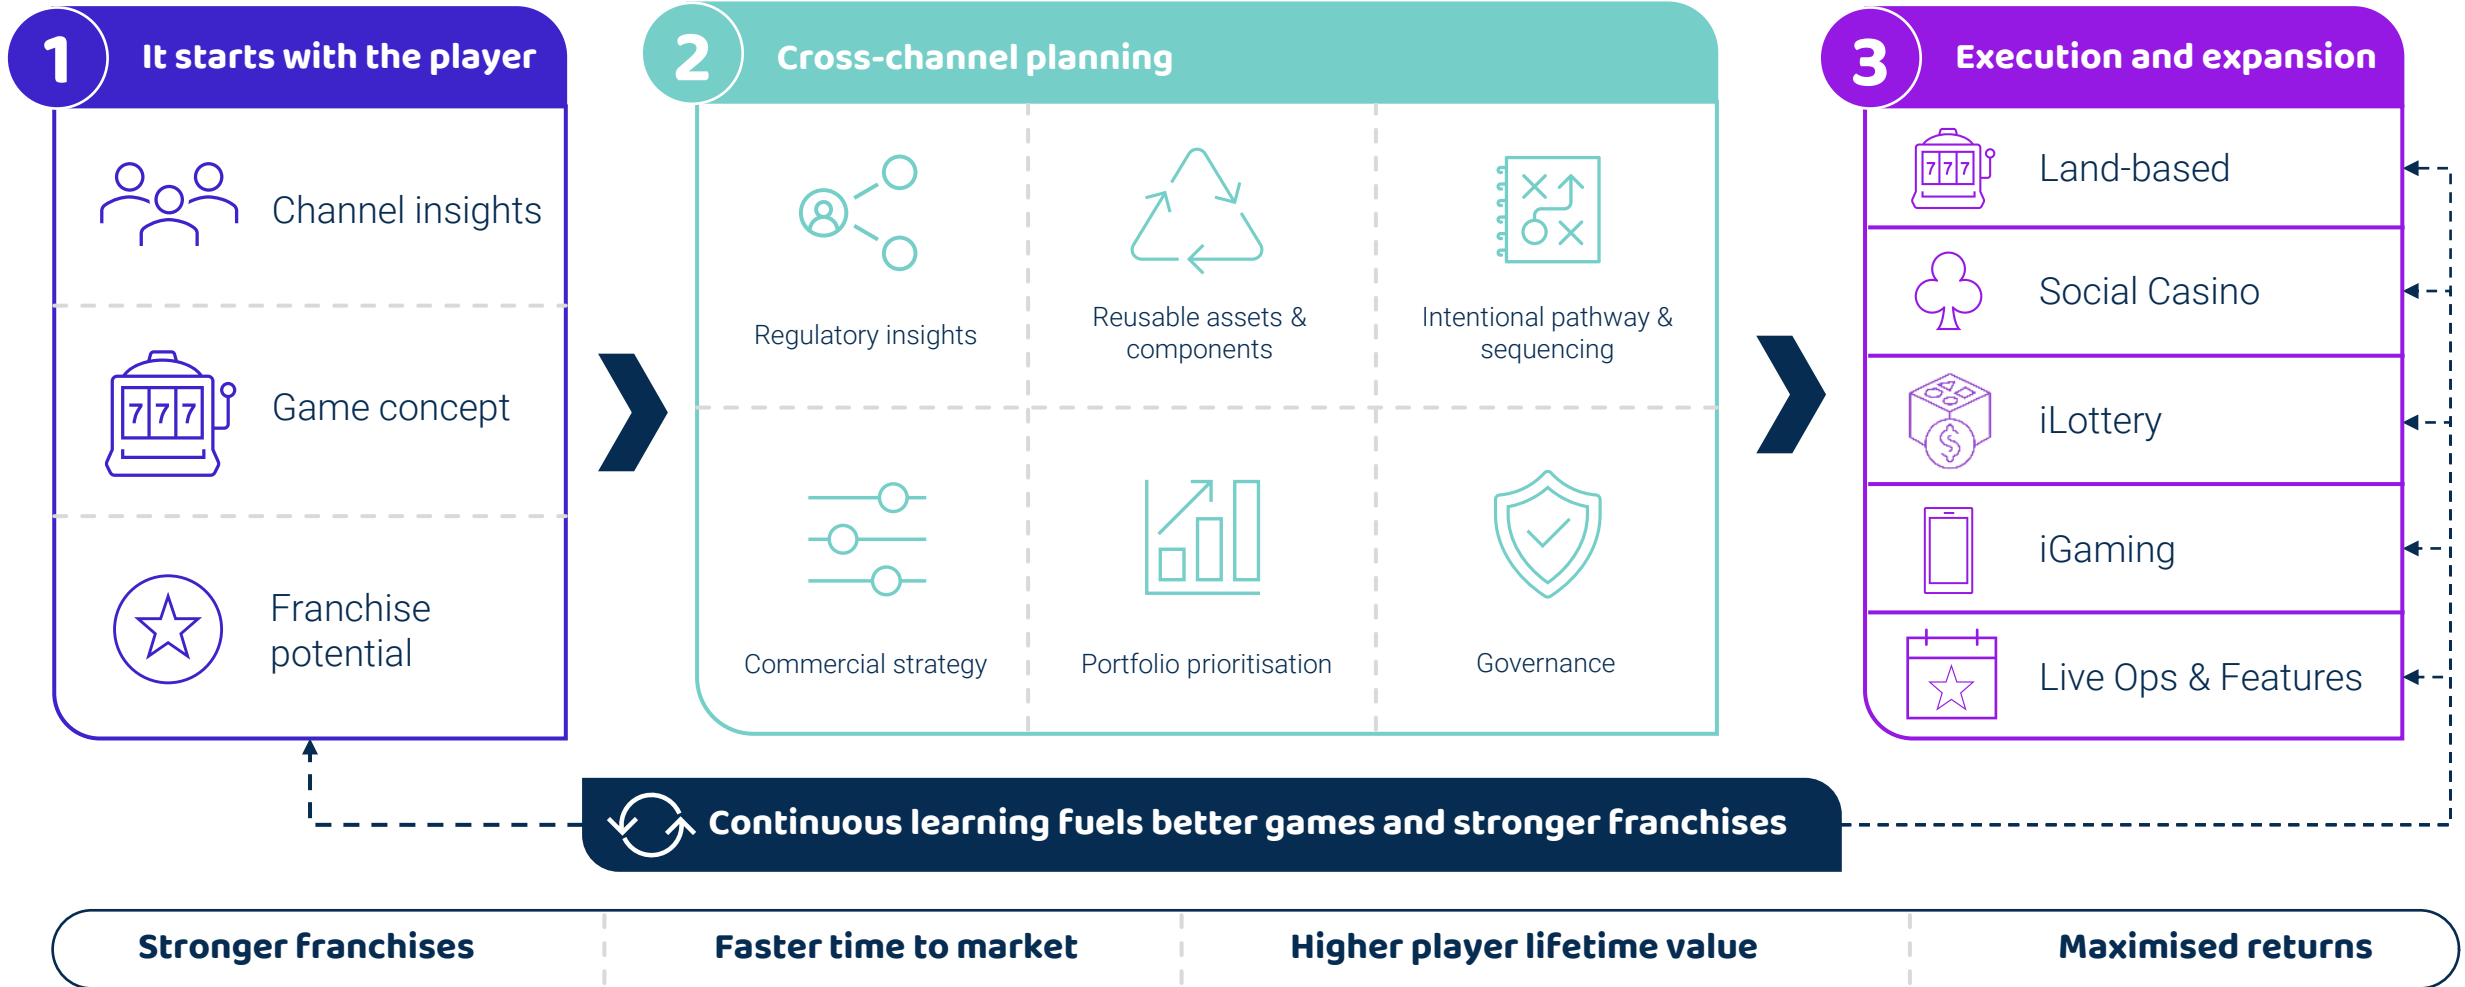 1
It starts with the player
Channel insights
777
Game concept
Franchise
potential
2
Cross-channel planning
Regulatory insights
Reusable assets &
components
Intentional pathway &
sequencing
Commercial strategy
Portfolio prioritisation
Governance
3
Execution and expansion
777
Land-based
Social Casino
$
iLottery
iGaming
Live Ops & Features
Continuous learning fuels better games and stronger franchises
Stronger franchises
Faster time to market
Higher player lifetime value
Maximised returns